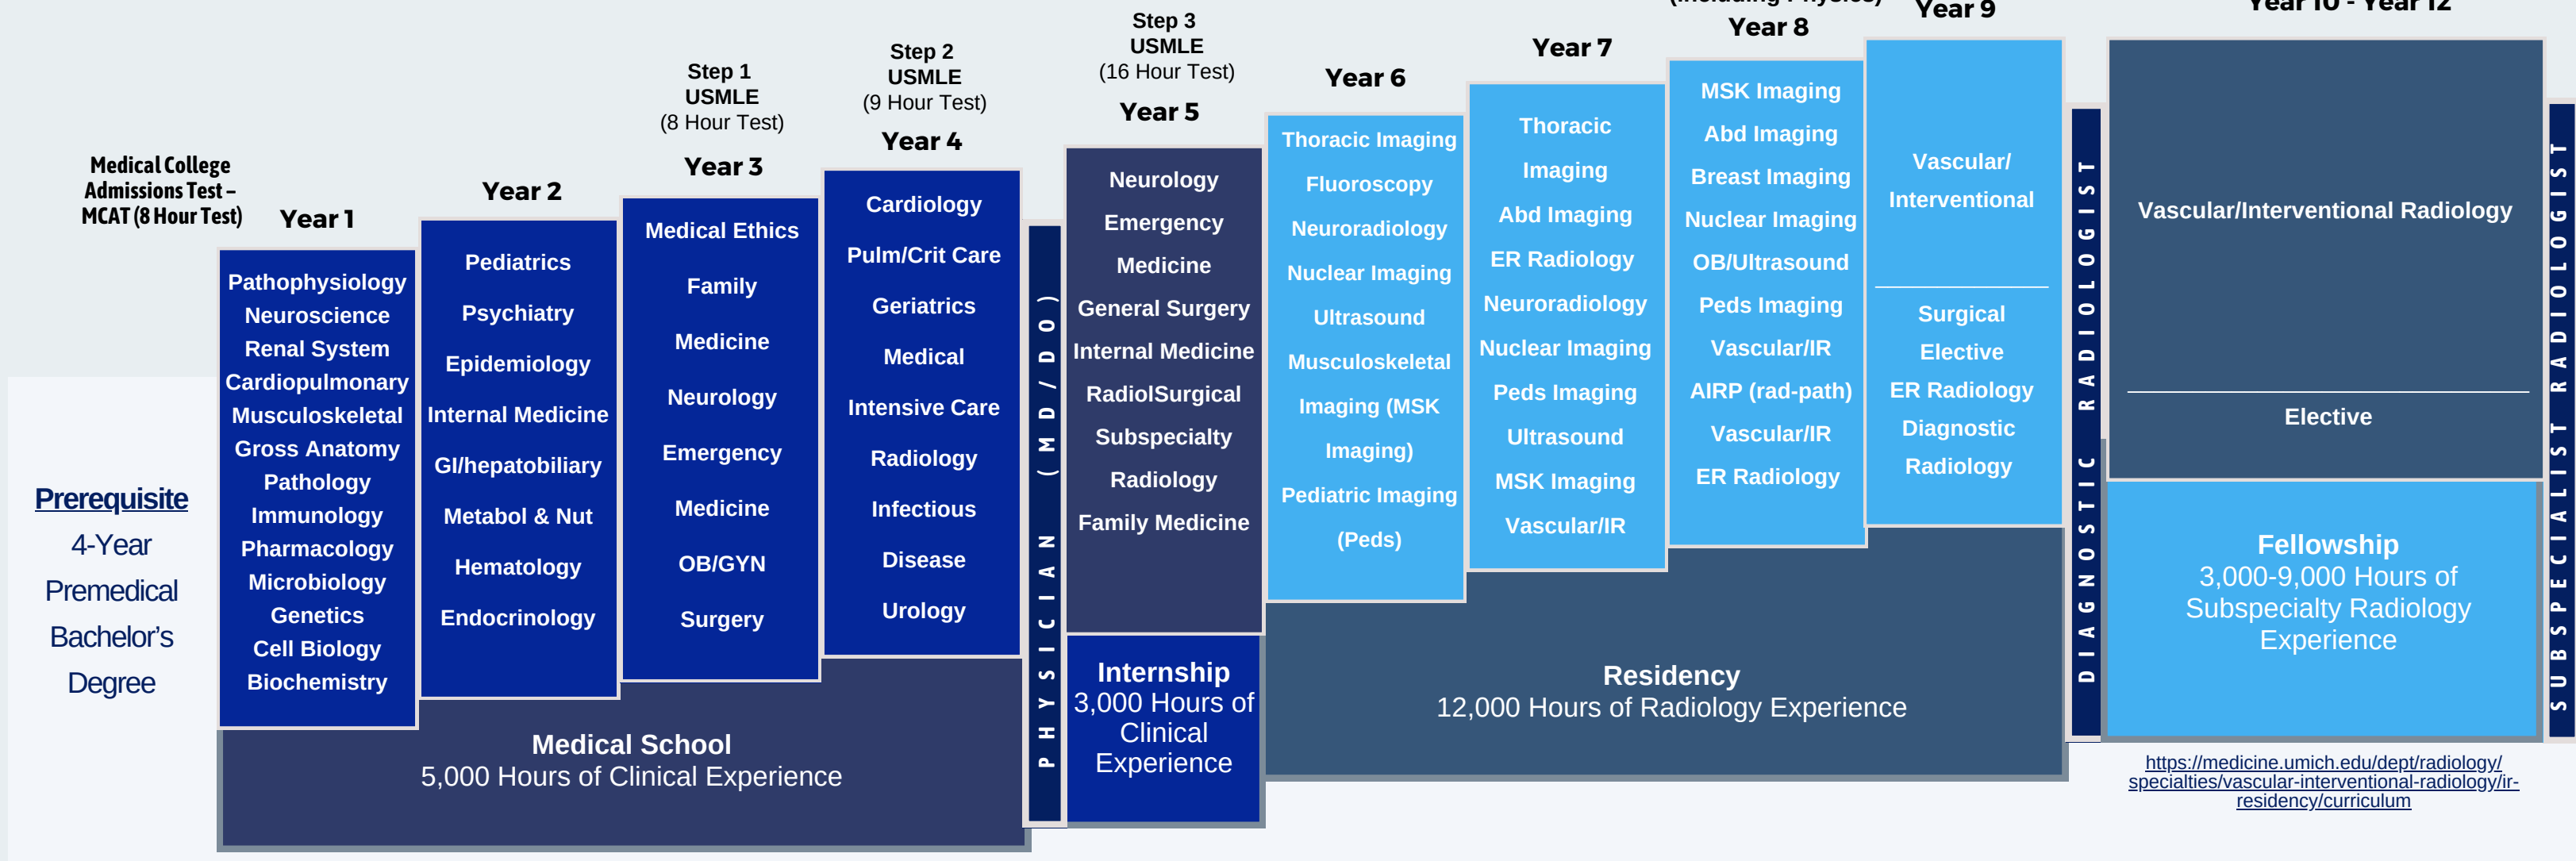 Prerequisite
4-Year
Premedical
Bachelor’s
Degree
Medical College
Admissions Test –
MCAT (8 Hour Test)
Year 1
Pathophysiology
Neuroscience
Renal System
Cardiopulmonary
Musculoskeletal
Gross Anatomy
Pathology
Immunology
Pharmacology
Microbiology
Genetics
Cell Biology
Biochemistry
Year 2
Pediatrics
Psychiatry
Epidemiology
Internal Medicine
GI/hepatobiliary
Metabol & Nut
Hematology
Endocrinology
Step 1
USMLE
(8 Hour Test)
Year 3
Medical Ethics
Family
Medicine
Neurology
Emergency
Medicine
OB/GYN
Surgery
Step 2
USMLE
(9 Hour Test)
Year 4
Cardiology
Pulm/Crit Care
Geriatrics
Medical
Intensive Care
Radiology
Infectious
Disease
Urology
Medical School
5,000 Hours of Clinical Experience
PHYSICIAN (MD/DO)
Step 3
USMLE
(16 Hour Test)
Year 5
Neurology
Emergency
Medicine
General Surgery
Internal Medicine
RadiolSurgical
Subspecialty
Radiology
Family Medicine
Internship
3,000 Hours of
Clinical
Experience
Year 6
Thoracic Imaging
Fluoroscopy
Neuroradiology
Nuclear Imaging
Ultrasound
Musculoskeletal
Imaging (MSK
Imaging)
Pediatric Imaging
(Peds)
Year 7
Thoracic
Imaging
Abd Imaging
ER Radiology
Neuroradiology
Nuclear Imaging
Peds Imaging
Ultrasound
MSK Imaging
Vascular/IR
(including Physics)
Year 8
MSK Imaging
Abd Imaging
Breast Imaging
Nuclear Imaging
OB/Ultrasound
Peds Imaging
Vascular/IR
AIRP (rad-path)
Vascular/IR
ER Radiology
Year 9
Vascular/
Interventional
Surgical
Elective
ER Radiology
Diagnostic
Radiology
Residency
12,000 Hours of Radiology Experience
DIAGNOSTIC RADIOLOGIST
Year 10 - Year 12
Vascular/Interventional Radiology
Elective
Fellowship
3,000-9,000 Hours of
Subspecialty Radiology
Experience
SUBSPECIALIST RADIOLOGIST
https://medicine.umich.edu/dept/radiology/
specialties/vascular-interventional-radiology/ir-
residency/curriculum